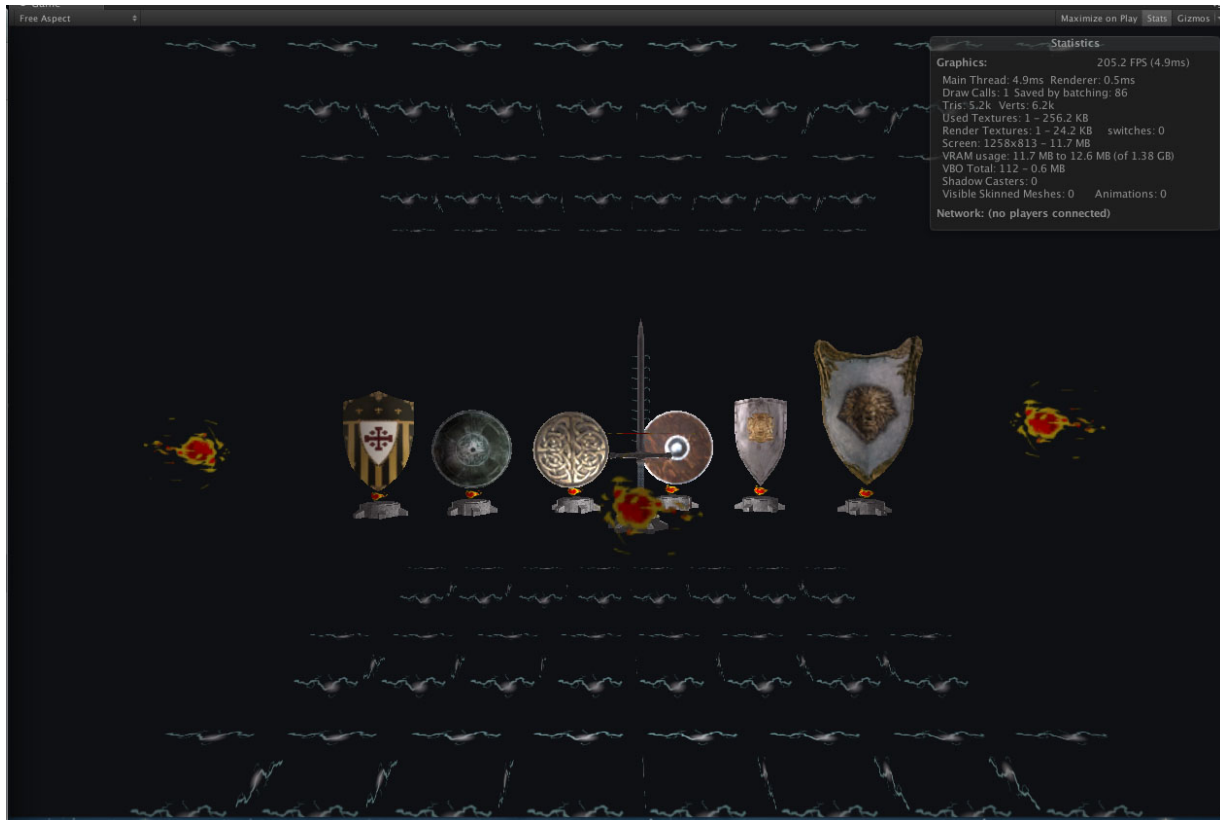 Game
Free Aspect
Maximize on Play Stats Gizmos
Statistics
Graphics: 205.2 FPS (4.9ms)
Main Thread: 4.9ms Renderer: 0.5ms
Draw Calls: 1 Saved by batching: 86
Tris: 5.2k Verts: 6.2k
Used Textures: 1 – 256.2 KB
Render Textures: 1 – 24.2 KB switches: 0
Screen: 1258x813 – 11.7 MB
VRAM usage: 11.7 MB to 12.6 MB (of 1.38 GB)
VBO Total: 112 – 0.6 MB
Shadow Casters: 0
Visible Skinned Meshes: 0 Animations: 0
Network: (no players connected)